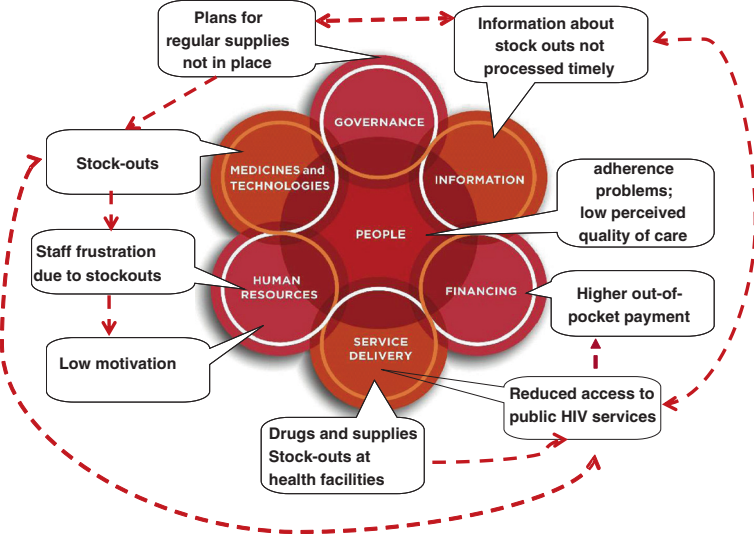 Plans for
regular supplies
not in place
Information about
stock outs not
processed timely
GOVERNANCE
Stock-outs
MEDICINES and
TECHNOLOGIES
INFORMATION
adherence
problems;
low perceived
quality of care
PEOPLE
Staff frustration
due to stockouts
HUMAN
RESOURCES
FINANCING
Higher out-of-
pocket payment
SERVICE
DELIVERY
Low motivation
Reduced access to
public HIV services
Drugs and supplies
Stock-outs at
health facilities